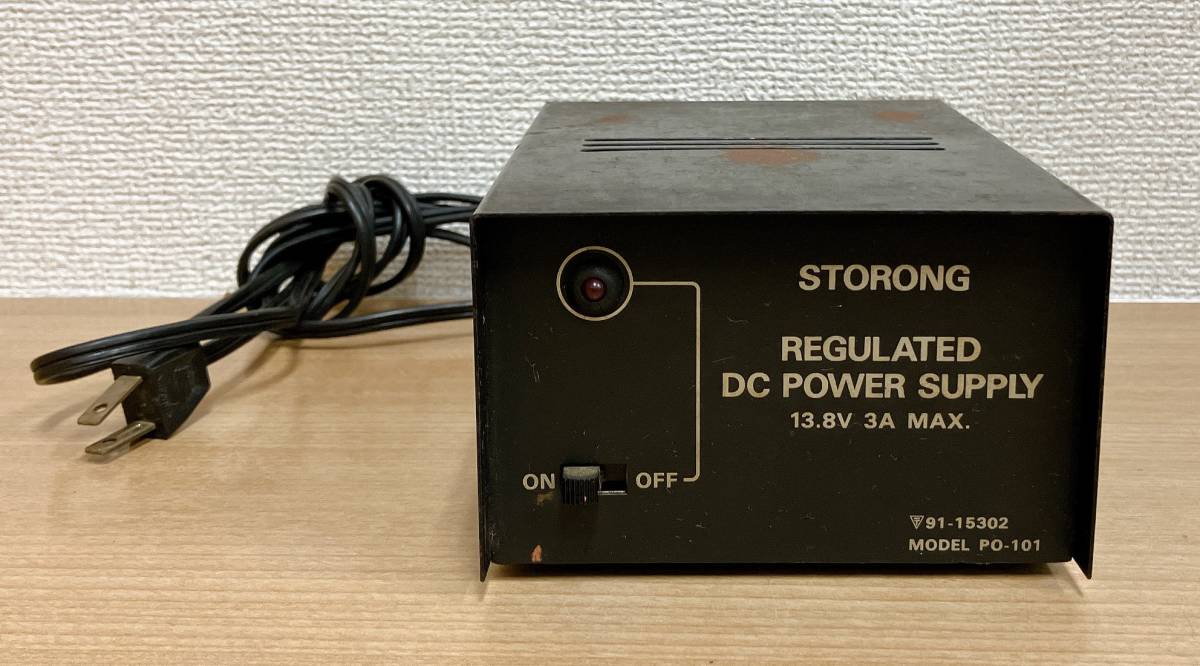 STORONG
REGULATED
DC POWER SUPPLY
13.8V 3A MAX.
ON OFF
91-15302
MODEL PO-101